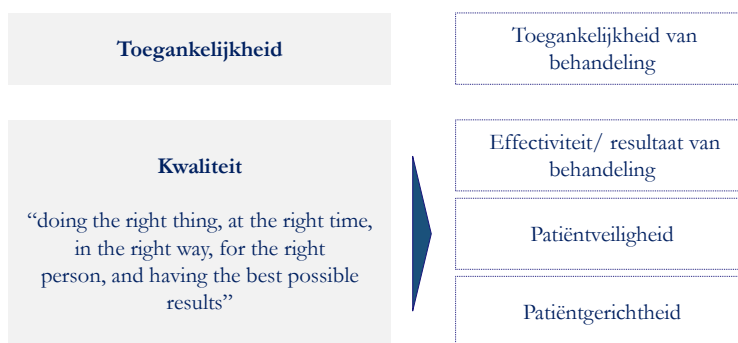 Toegankelijkheid
Toegankelijkheid van
behandeling
Kwaliteit
“doing the right thing, at the right time,
in the right way, for the right
person, and having the best possible
results”
Effectiviteit/ resultaat van
behandeling
Patiëntveiligheid
Patiëntgerichtheid